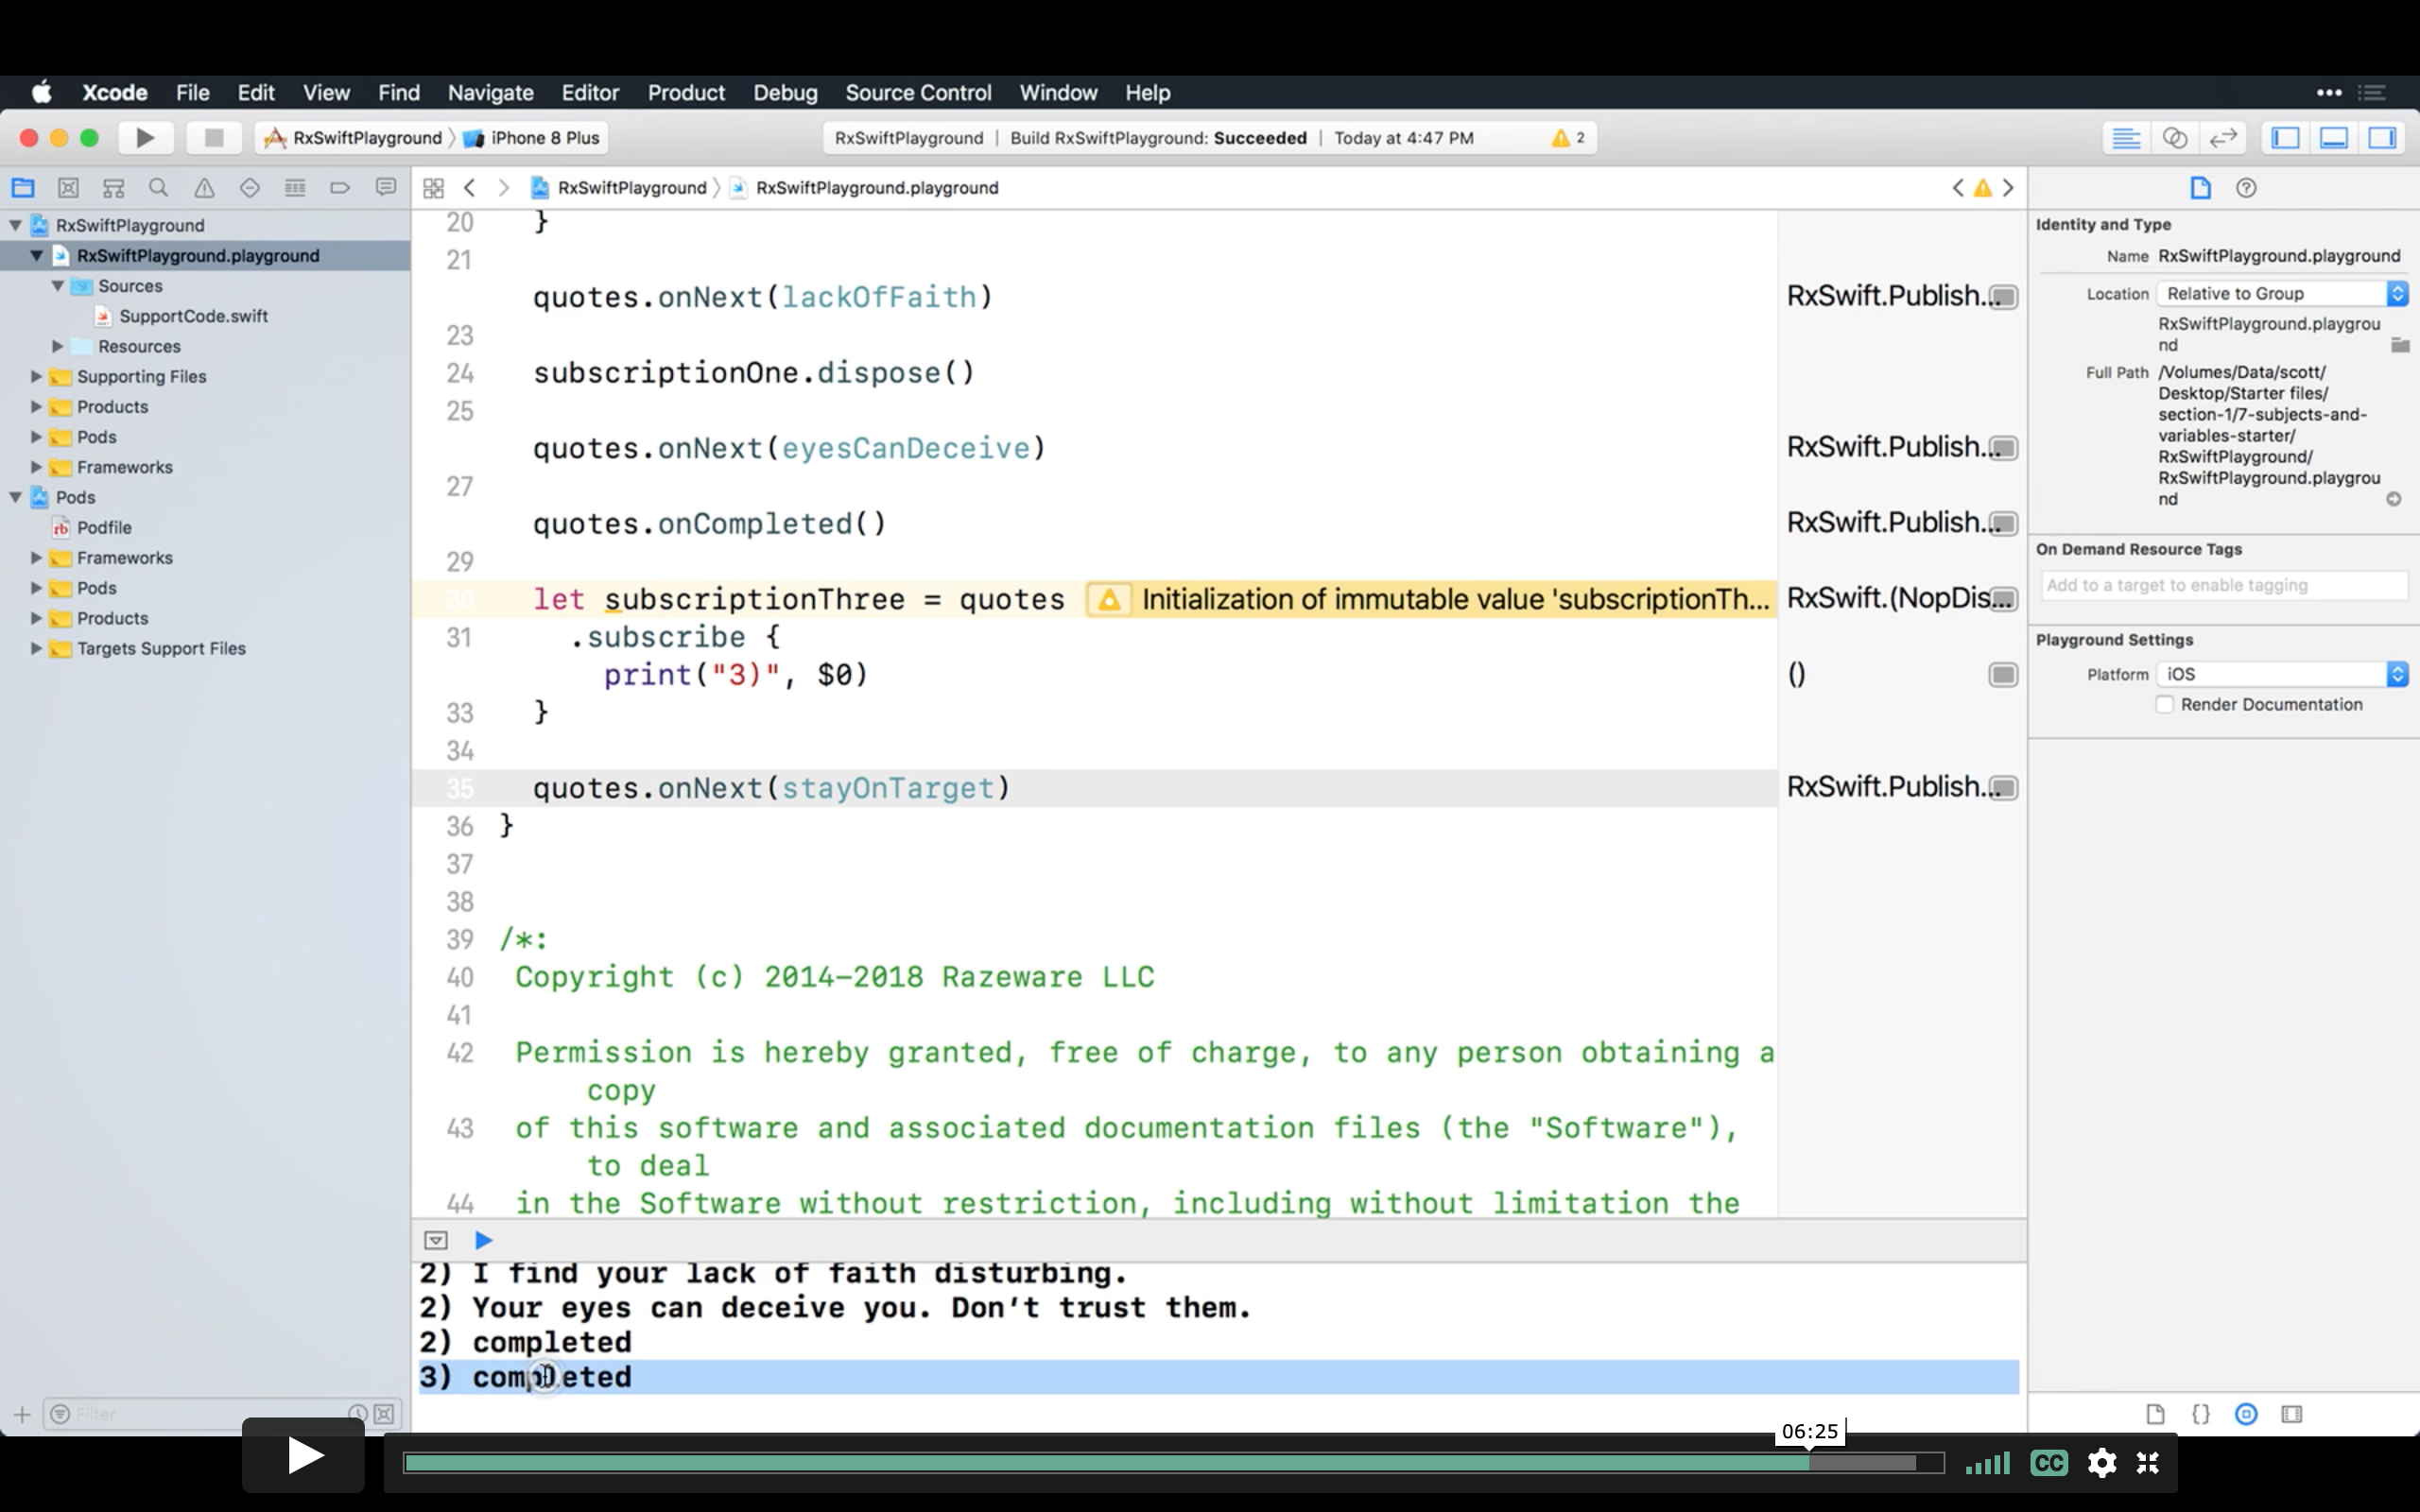 Xcode File Edit View Find Navigate Editor Product Debug Source Control Window Help
RxSwiftPlayground iPhone 8 Plus
RxSwiftPlayground | Build RxSwiftPlayground: Succeeded | Today at 4:47 PM 2
RxSwiftPlayground RxSwiftPlayground.playground
RxSwiftPlayground
RxSwiftPlayground.playground
Sources
SupportCode.swift
Resources
Supporting Files
Products
Pods
Frameworks
Pods
Podfile
Frameworks
Pods
Products
Targets Support Files
Filter
20 }
21
quotes.onNext(lackOfFaith) RxSwift.Publish...
23
24 subscriptionOne.dispose()
25
quotes.onNext(eyesCanDeceive) RxSwift.Publish...
27
quotes.onCompleted() RxSwift.Publish...
29
30 let subscriptionThree = quotes Initialization of immutable value 'subscriptionTh... RxSwift.(NopDis...
31 .subscribe {
print("3)", $0) ()
33 }
34
35 quotes.onNext(stayOnTarget) RxSwift.Publish...
36 }
37
38
39 /*:
40 Copyright (c) 2014-2018 Razeware LLC
41
42 Permission is hereby granted, free of charge, to any person obtaining a
copy
43 of this software and associated documentation files (the "Software"),
to deal
44 in the Software without restriction, including without limitation the
2) I find your lack of faith disturbing.
2) Your eyes can deceive you. Don't trust them.
2) completed
3) completed
Identity and Type
Name RxSwiftPlayground.playground
Location Relative to Group
RxSwiftPlayground.playgrou
nd
Full Path /Volumes/Data/scott/
Desktop/Starter files/
section-1/7-subjects-and-
variables-starter/
RxSwiftPlayground/
RxSwiftPlayground.playgrou
nd
On Demand Resource Tags
Add to a target to enable tagging
Playground Settings
Platform iOS
Render Documentation
06:25
CC